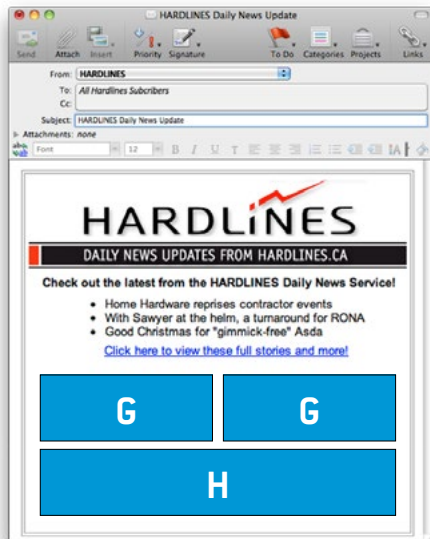 HARDLINES Daily News Update
Send Attach Insert Priority Signature To Do Categories Projects Links
From: HARDLINES
To: All Hardlines Subcribers
Cc:
Subject: HARDLINES Daily News Update
Attachments: none
Font 12 B I U T
HARDLiNES
DAILY NEWS UPDATES FROM HARDLINES.CA
Check out the latest from the HARDLINES Daily News Service!
• Home Hardware reprises contractor events
• With Sawyer at the helm, a turnaround for RONA
• Good Christmas for "gimmick-free" Asda
Click here to view these full stories and more!
G G
H